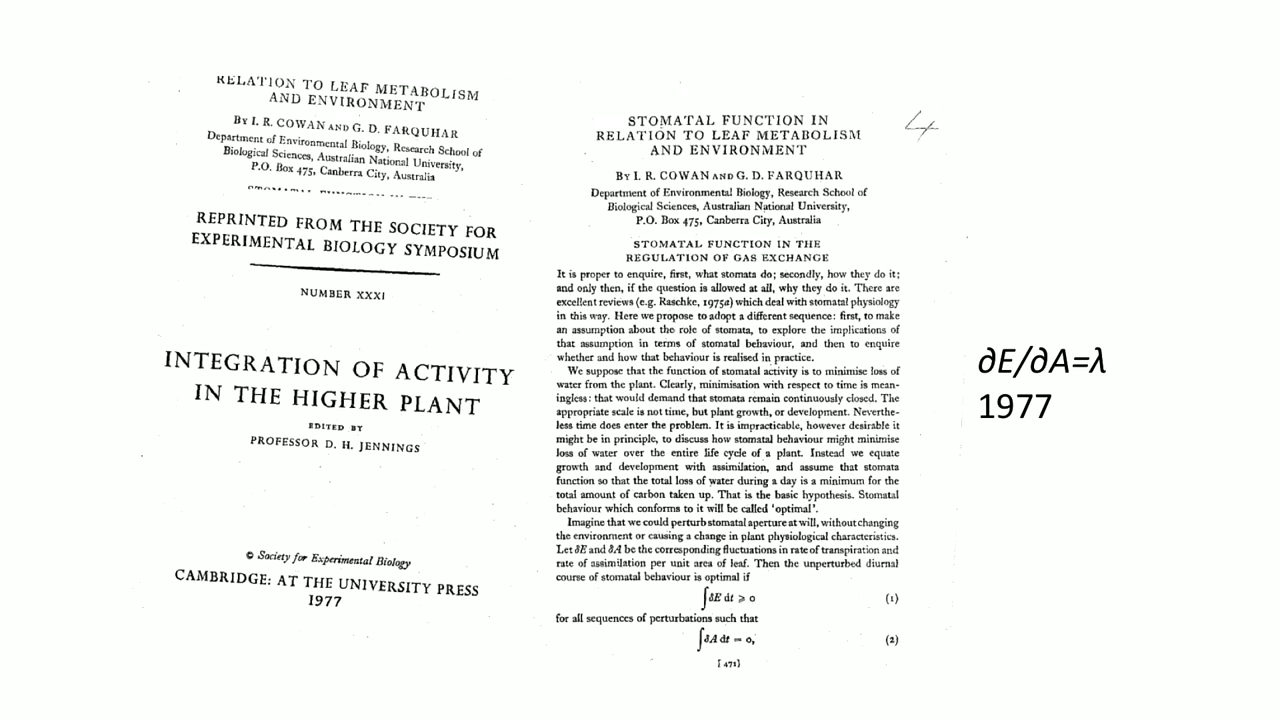 RELATION TO LEAF METABOLISM
AND ENVIRONMENT
By I. R. COWAN AND G. D. FARQUHAR
Department of Environmental Biology, Research School of
Biological Sciences, Australian National University,
P.O. Box 475, Canberra City, Australia
REPRINTED FROM THE SOCIETY FOR
EXPERIMENTAL BIOLOGY SYMPOSIUM
NUMBER XXXI
INTEGRATION OF ACTIVITY
IN THE HIGHER PLANT
EDITED BY
PROFESSOR D. H. JENNINGS
© Society for Experimental Biology
CAMBRIDGE: AT THE UNIVERSITY PRESS
1977
STOMATAL FUNCTION IN
RELATION TO LEAF METABOLISM
AND ENVIRONMENT
By I. R. COWAN AND G. D. FARQUHAR
Department of Environmental Biology, Research School of
Biological Sciences, Australian National University,
P.O. Box 475, Canberra City, Australia
STOMATAL FUNCTION IN THE
REGULATION OF GAS EXCHANGE
It is proper to enquire, first, what stomata do; secondly, how they do it;
and only then, if the question is allowed at all, why they do it. There are
excellent reviews (e.g. Raschke, 1975a) which deal with stomatal physiology
in this way. Here we propose to adopt a different sequence: first, to make
an assumption about the role of stomata, to explore the implications of
that assumption in terms of stomatal behaviour, and then to enquire
whether and how that behaviour is realised in practice.
We suppose that the function of stomatal activity is to minimise loss of
water from the plant. Clearly, minimisation with respect to time is mean-
ingless: that would demand that stomata remain continuously closed. The
appropriate scale is not time, but plant growth, or development. Neverthe-
less time does enter the problem. It is impracticable, however desirable it
might be in principle, to discuss how stomatal behaviour might minimise
loss of water over the entire life cycle of a plant. Instead we equate
growth and development with assimilation, and assume that stomata
function so that the total loss of water during a day is a minimum for the
total amount of carbon taken up. That is the basic hypothesis. Stomatal
behaviour which conforms to it will be called 'optimal'.
Imagine that we could perturb stomatal aperture at will, without changing
the environment or causing a change in plant physiological characteristics.
Let δE and δA be the corresponding fluctuations in rate of transpiration and
rate of assimilation per unit area of leaf. Then the unperturbed diurnal
course of stomatal behaviour is optimal if
∫δE dt ⩾ 0 (1)
for all sequences of perturbations such that
∫δA dt = 0, (2)
[471]
4
∂E/∂A=λ
1977